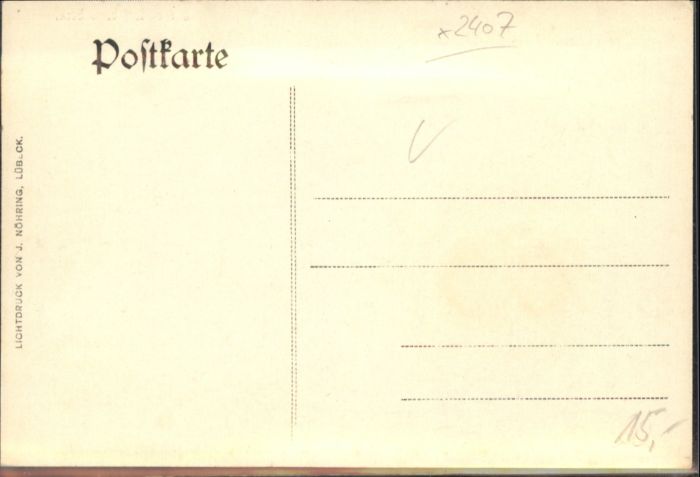 x2407
Postkarte
LICHTDRUCK VON J. NÖHRING, LÜBECK.
15,-